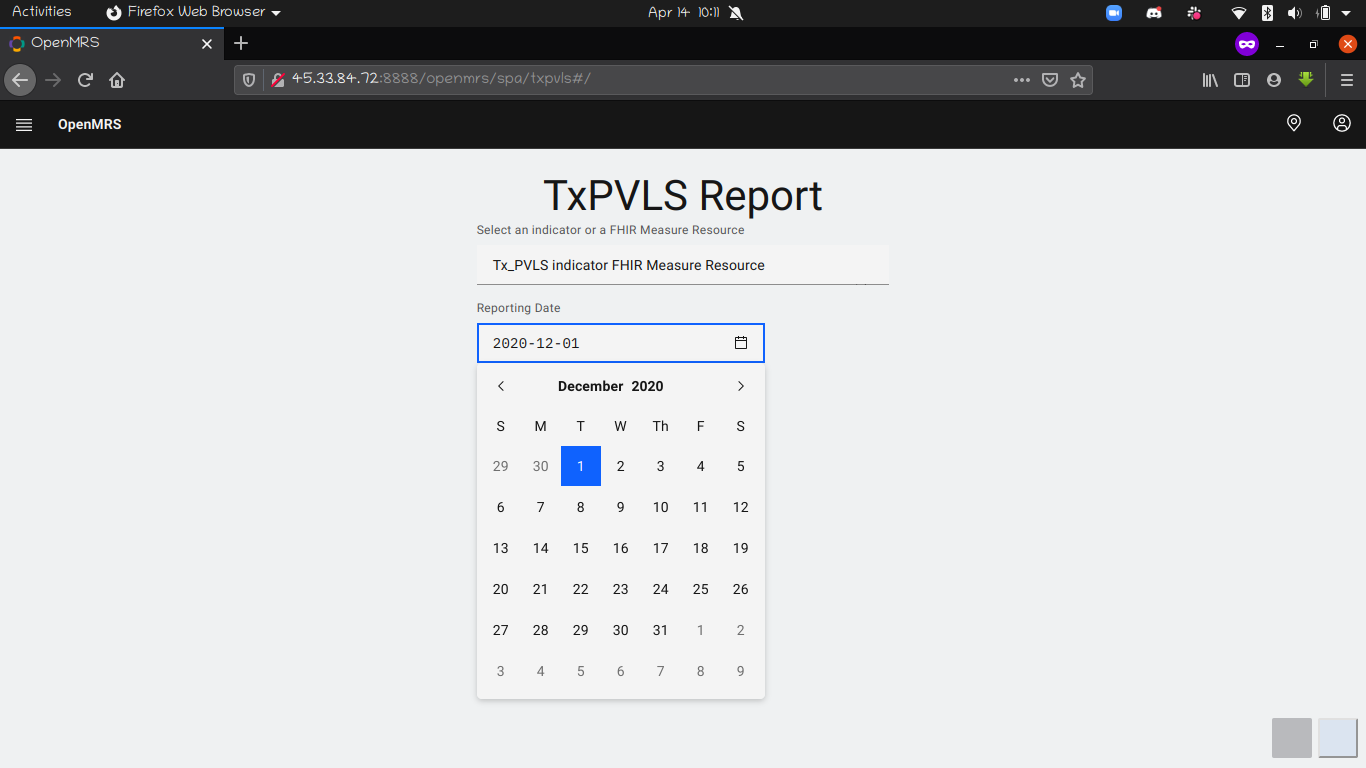 Activities Firefox Web Browser Apr 14 10:11
OpenMRS
45.33.84.72:8888/openmrs/spa/txpvls#/
OpenMRS
TxPVLS Report
Select an indicator or a FHIR Measure Resource
Tx_PVLS indicator FHIR Measure Resource
Reporting Date
2020-12-01
December 2020
S M T W Th F S
29 30 1 2 3 4 5
6 7 8 9 10 11 12
13 14 15 16 17 18 19
20 21 22 23 24 25 26
27 28 29 30 31 1 2
3 4 5 6 7 8 9